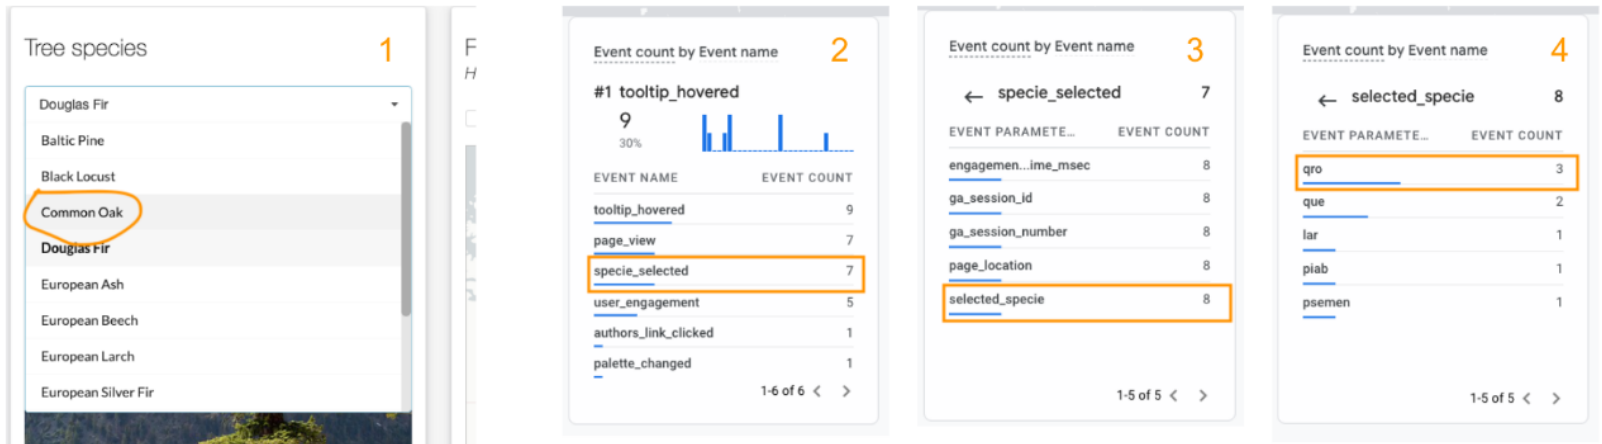 Tree species
1
Douglas Fir
Baltic Pine
Black Locust
Common Oak
Douglas Fir
European Ash
European Beech
European Larch
European Silver Fir
F
H
Event count by Event name
2
#1 tooltip_hovered
9
30%
EVENT NAME EVENT COUNT
tooltip_hovered 9
page_view 7
specie_selected 7
user_engagement 5
authors_link_clicked 1
palette_changed 1
1-6 of 6
Event count by Event name
3
specie_selected 7
EVENT PARAMETE... EVENT COUNT
engagemen...ime_msec 8
ga_session_id 8
ga_session_number 8
page_location 8
selected_specie 8
1-5 of 5
Event count by Event name
4
selected_specie 8
EVENT PARAMETE... EVENT COUNT
qro 3
que 2
lar 1
piab 1
psemen 1
1-5 of 5